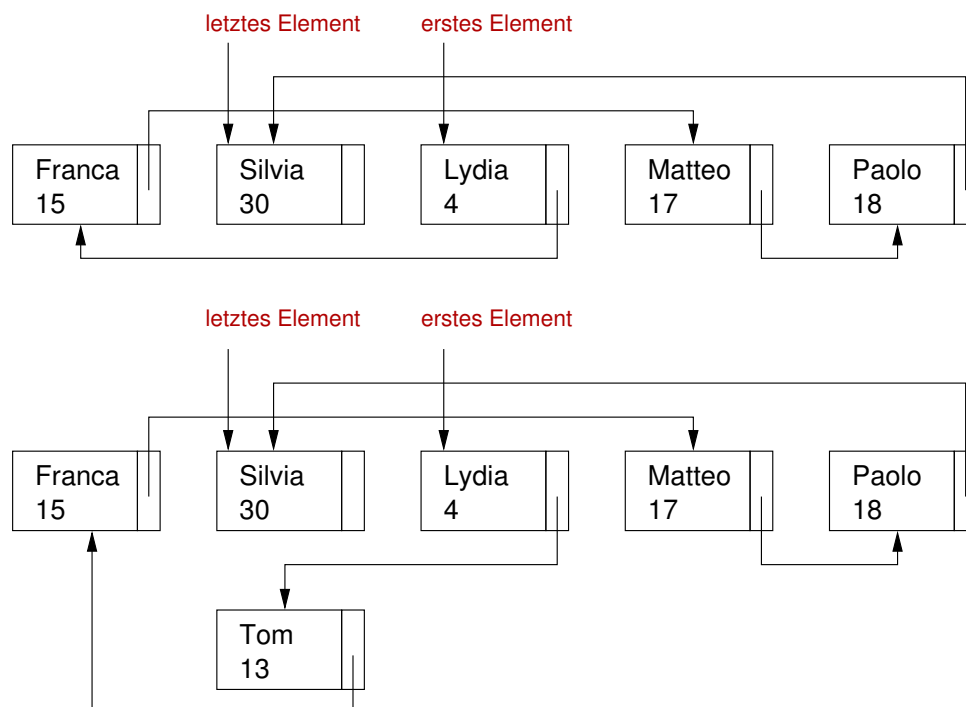 letztes Element
erstes Element
Franca
15
Silvia
30
Lydia
4
Matteo
17
Paolo
18
letztes Element
erstes Element
Franca
15
Silvia
30
Lydia
4
Matteo
17
Paolo
18
Tom
13